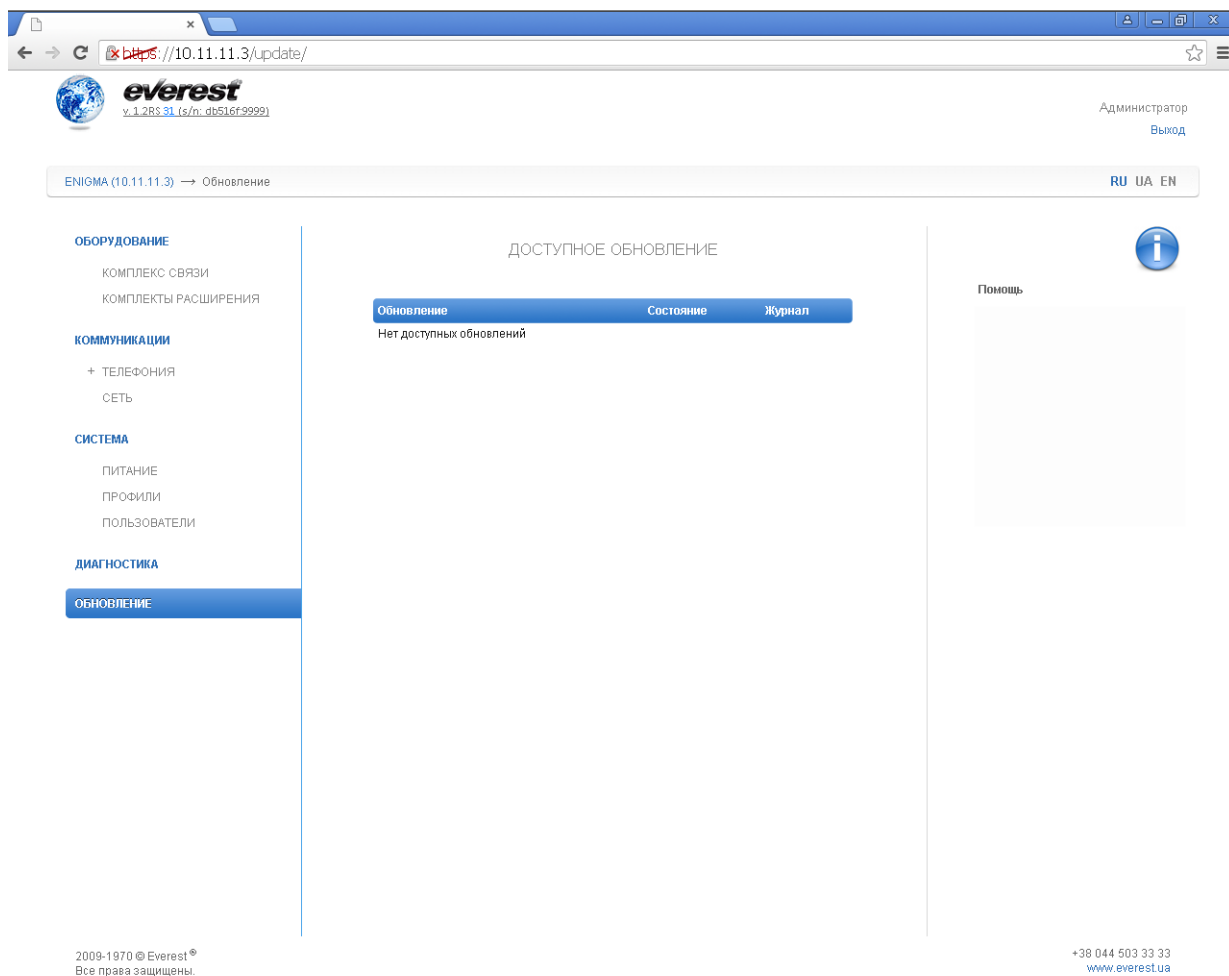 https://10.11.11.3/update/
everest
v. 1.2RS 31 (s/n: db516f9999)
Администратор
Выход
ENIGMA (10.11.11.3) → Обновление
RU UA EN
ОБОРУДОВАНИЕ
КОМПЛЕКС СВЯЗИ
КОМПЛЕКТЫ РАСШИРЕНИЯ
КОММУНИКАЦИИ
+ ТЕЛЕФОНИЯ
СЕТЬ
СИСТЕМА
ПИТАНИЕ
ПРОФИЛИ
ПОЛЬЗОВАТЕЛИ
ДИАГНОСТИКА
ОБНОВЛЕНИЕ
ДОСТУПНОЕ ОБНОВЛЕНИЕ
Обновление Состояние Журнал
Нет доступных обновлений
Помощь
2009-1970 © Everest ®
Все права защищены.
+38 044 503 33 33
www.everest.ua